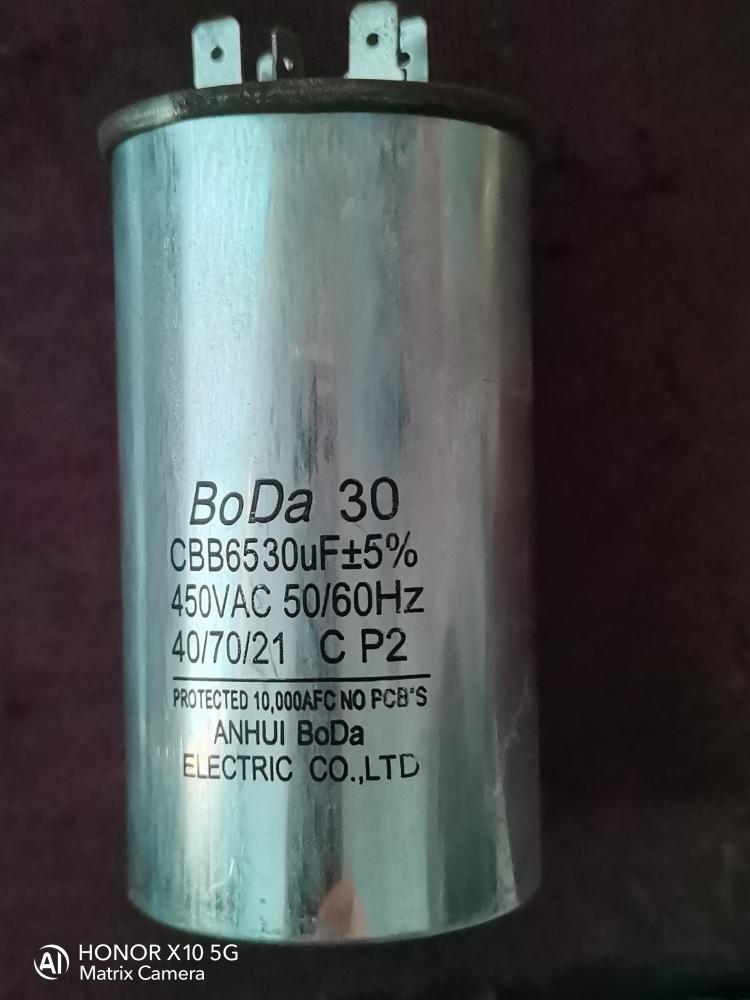 BoDa 30
CBB6530uF±5%
450VAC 50/60Hz
40/70/21 C P2
PROTECTED 10,000AFC NO PCB'S
ANHUI BoDa
ELECTRIC CO.,LTD
AI HONOR X10 5G
Matrix Camera